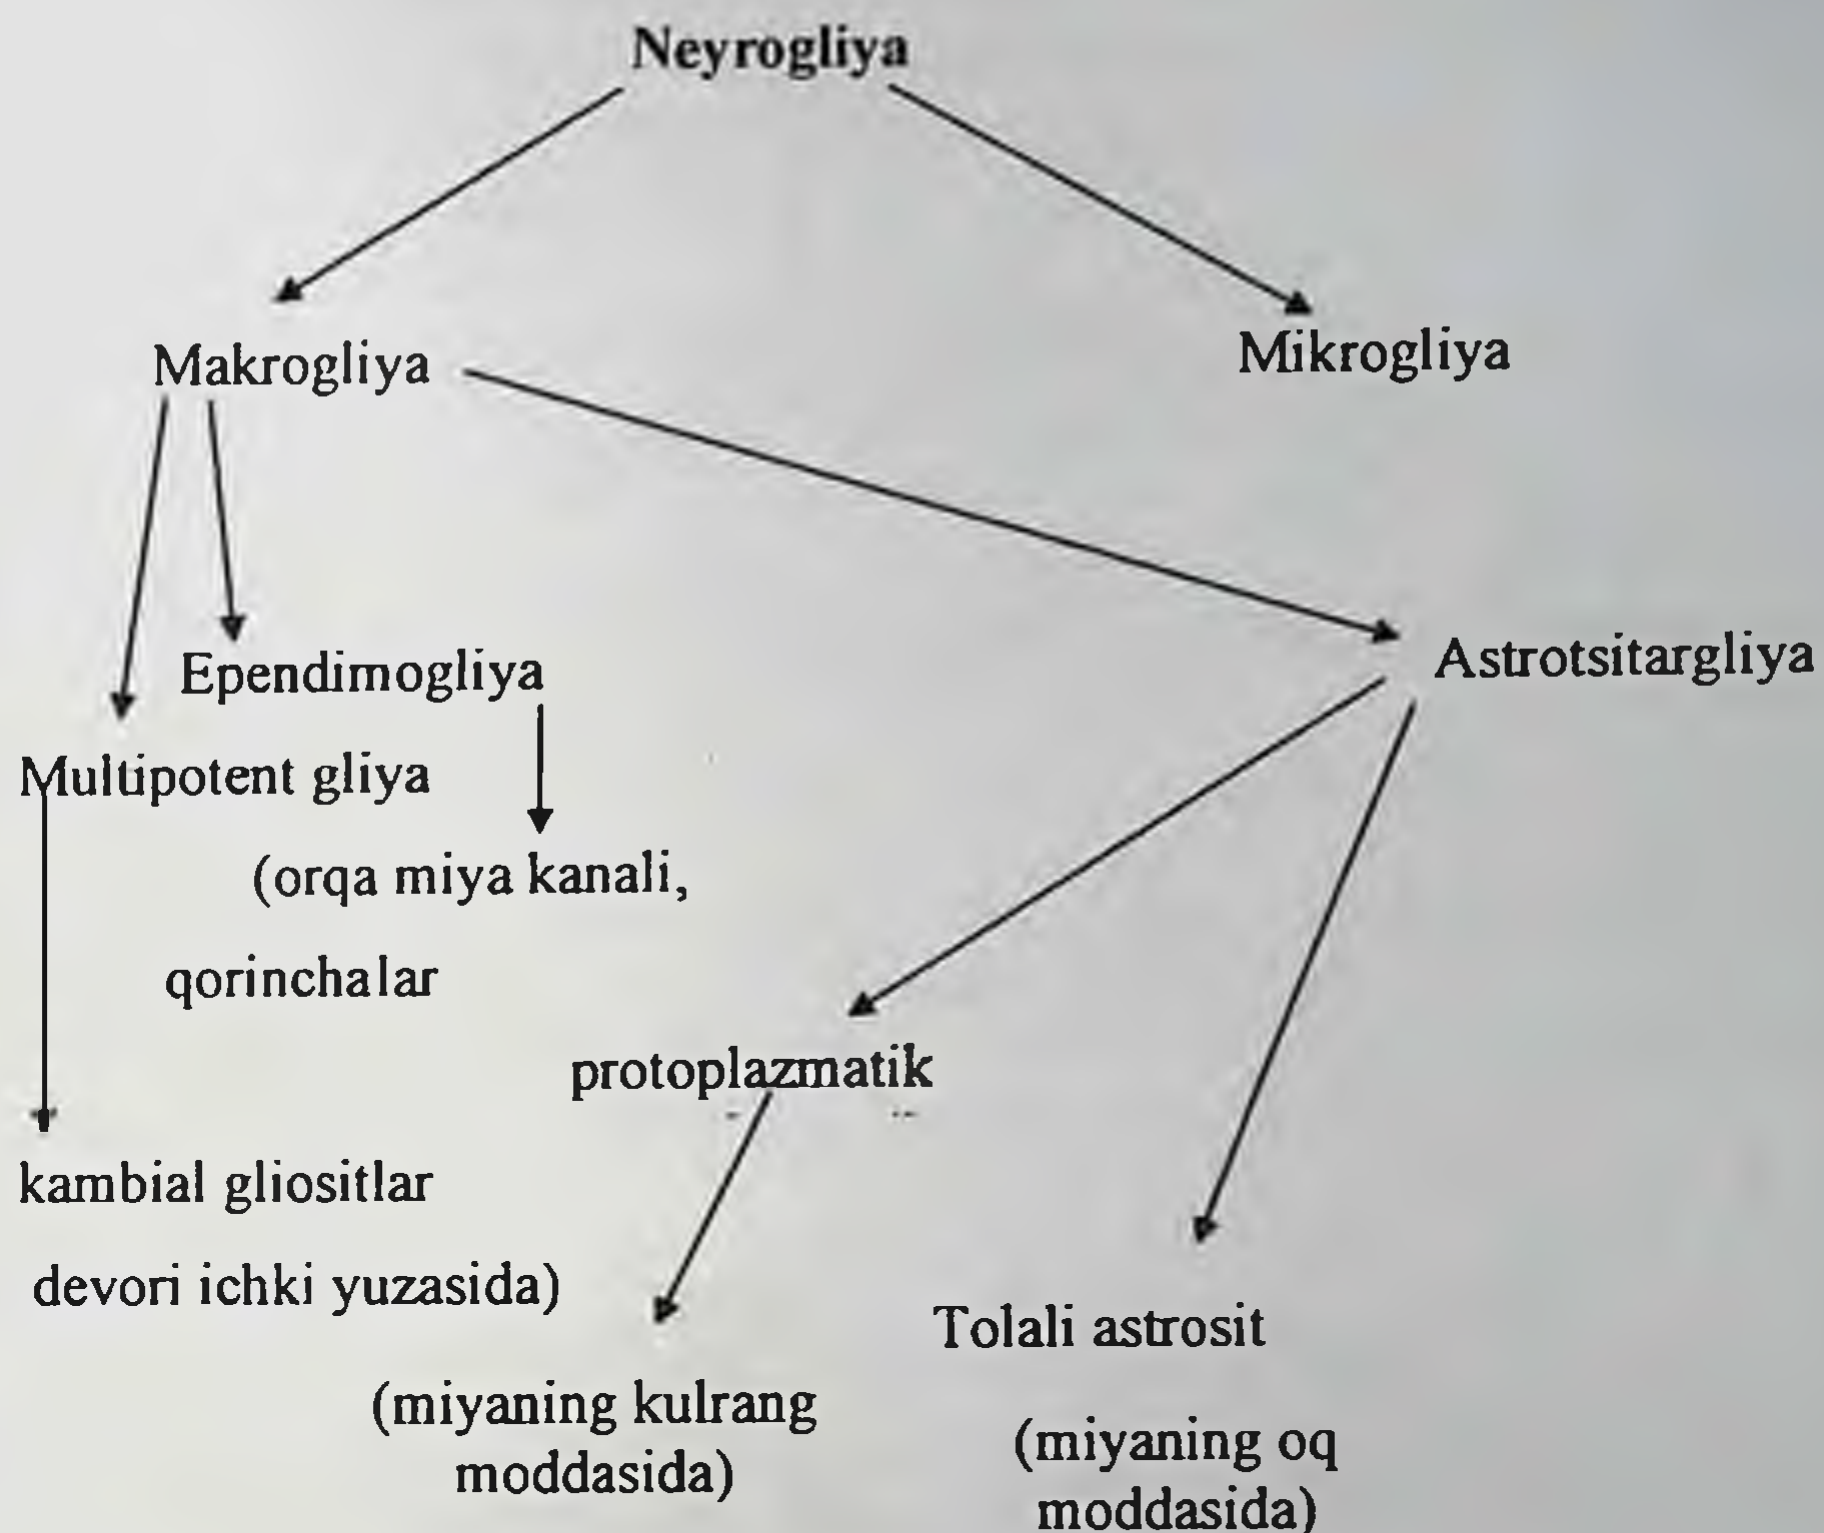 Neyrogliya
Makrogliya
Mikrogliya
Ependimogliya
Astrotsitargliya
Multipotent gliya
(orqa miya kanali,
qorinchalar
protoplazmatik
kambial gliositlar
devori ichki yuzasida)
Tolali astrosit
(miyaning kulrang
moddasida)
(miyaning oq
moddasida)